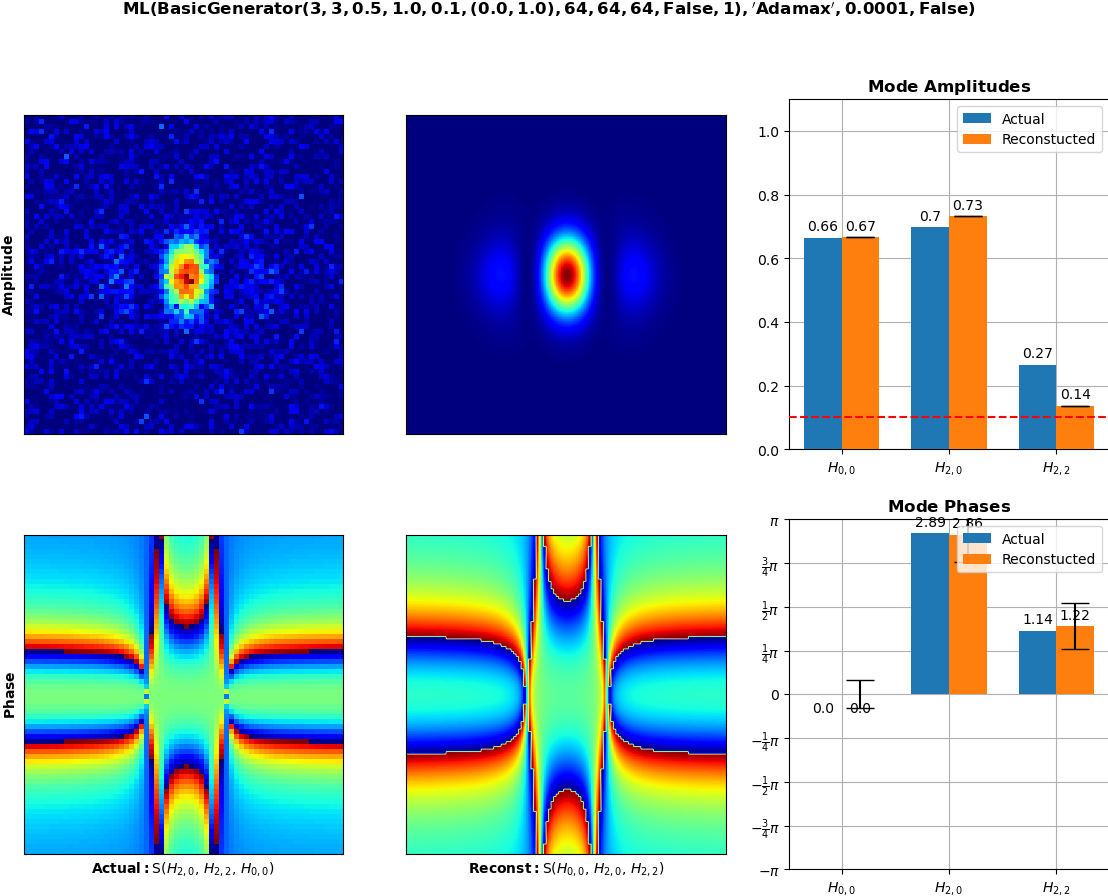 ML(BasicGenerator(3, 3, 0.5, 1.0, 0.1, (0.0, 1.0), 64, 64, 64, False, 1), ′Adamax′, 0.0001, False)
Amplitude
Mode Amplitudes
Actual
Reconstucted
1.0
0.8
0.6
0.4
0.2
0.0
0.66 0.67
0.7 0.73
0.27 0.14
H0,0 H2,0 H2,2
Phase
Mode Phases
Actual
Reconstucted
π
3/4π
1/2π
1/4π
0
−1/4π
−1/2π
−3/4π
−π
0.0 0.0
2.89 2.86
1.14 1.22
H0,0 H2,0 H2,2
Actual: S(H2,0, H2,2, H0,0)
Reconst: S(H0,0, H2,0, H2,2)